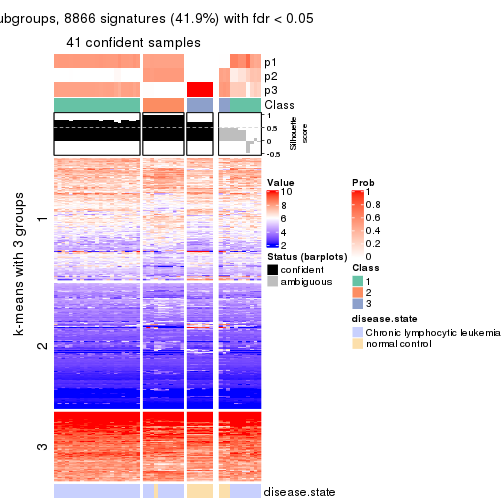 ubgroups, 8866 signatures (41.9%) with fdr < 0.05
41 confident samples
p1
p2
p3
Class
1
0.5
0
-0.5
Silhouette
score
k-means with 3 groups
1
2
3
Value
10
8
6
4
2
Status (barplots)
confident
ambiguous
Prob
1
0.8
0.6
0.4
0.2
0
Class
1
2
3
disease.state
Chronic lymphocytic leukemia
normal control
disease.state